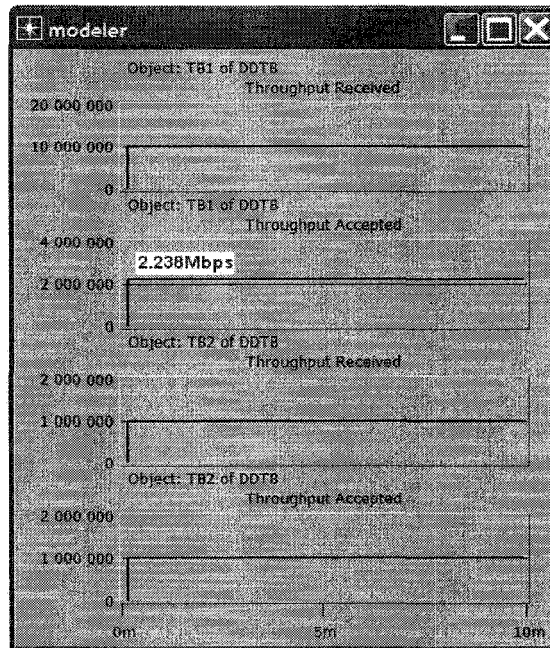 modeler
Object: TB1 of DDTB
Throughput Received
20 000 000
10 000 000
0
Object: TB1 of DDTB
Throughput Accepted
4 000 000
2.238Mbps
2 000 000
0
Object: TB2 of DDTB
Throughput Received
2 000 000
1 000 000
0
Object: TB2 of DDTB
Throughput Accepted
2 000 000
1 000 000
0
0m 5m 10m